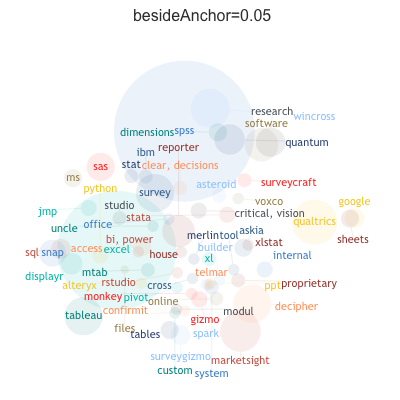 besideAnchor=0.05
research
wincross
software
dimensions
spss
quantum
reporter
ibm
stat
clear, decisions
sas
ms
asteroid
surveycraft
python
survey
studio
voxco
google
jmp
stata
critical, vision
qualtrics
uncle
office
merlintool
askia
bi, power
sheets
sql
snap
access
excel
house
builder
xlsistat
xl
internal
displayr
mtab
telmar
alteryx
rstudio
cross
ppt
proprietary
monkey
pivot
online
decipher
tableau
confirmit
gizmo
modul
files
tables
spark
surveygizmo
marketsight
custom
system